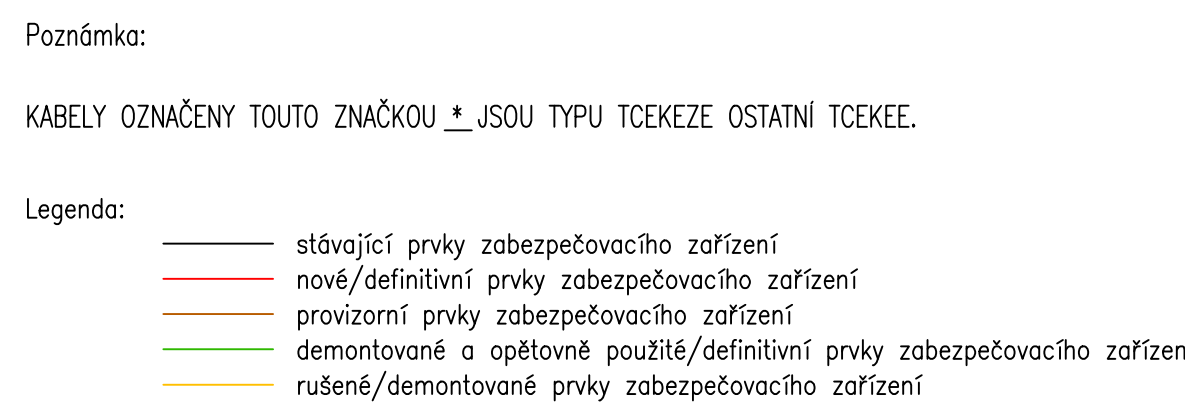 Poznámka:
KABELY OZNAČENY TOUTO ZNAČKOU * JSOU TYPU TCEKEZE OSTATNÍ TCEKEE.
Legenda:
stávající prvky zabezpečovacího zařízení
nové/definitivní prvky zabezpečovacího zařízení
provizorní prvky zabezpečovacího zařízení
demontované a opětovně použité/definitivní prvky zabezpečovacího zařízen
rušené/demontované prvky zabezpečovacího zařízení